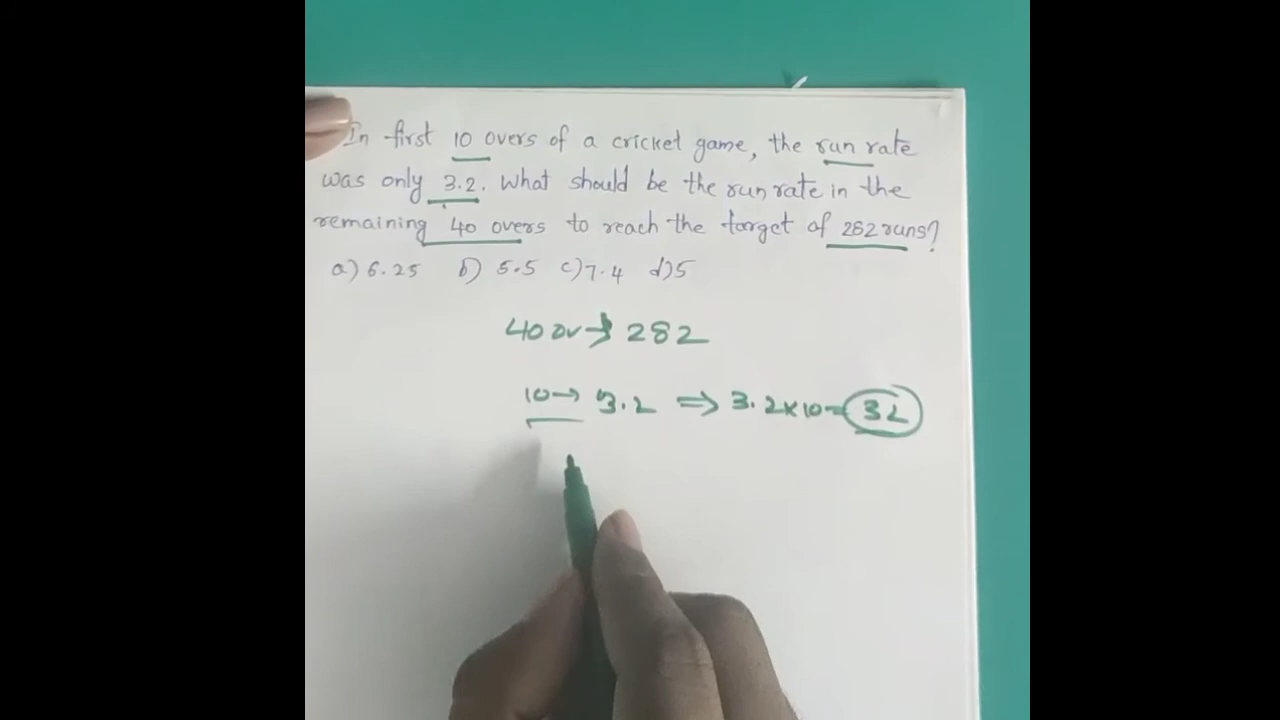 In first 10 overs of a cricket game, the run rate
was only 3.2. What should be the run rate in the
remaining 40 overs to reach the target of 282 runs?
a) 6.25 b) 5.5 c) 7.4 d) 5
40 ov → 282
10 → 3.2 ⇒ 3.2×10=32